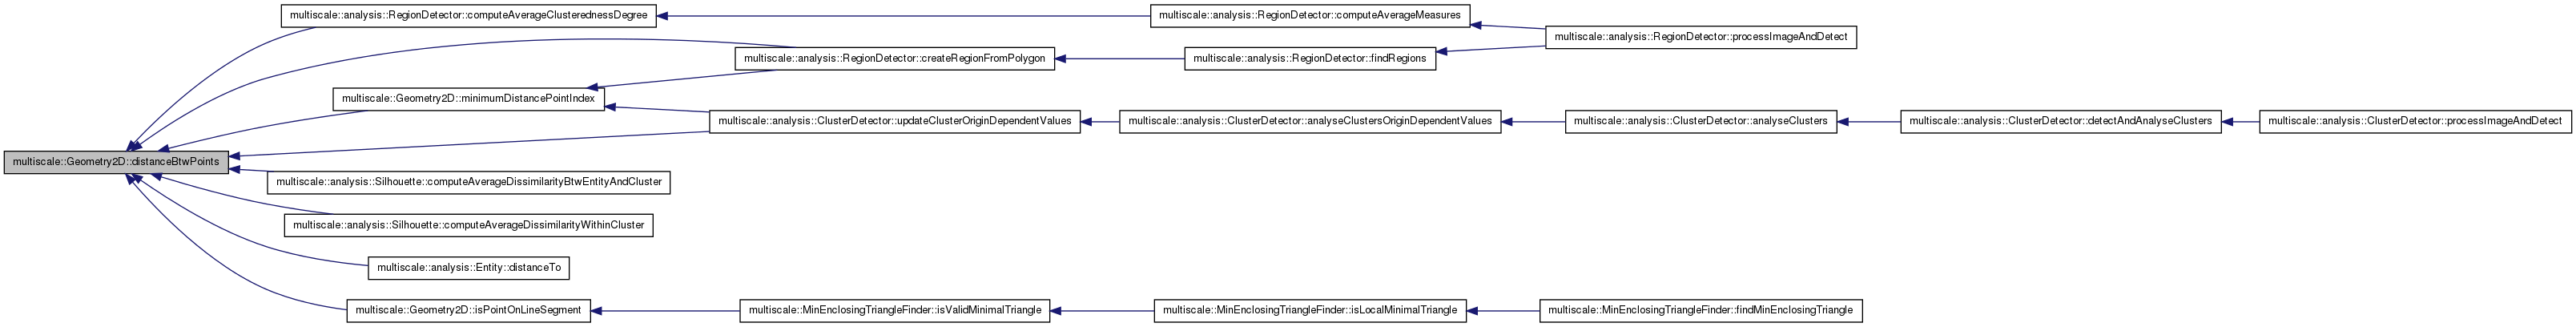 multiscale::analysis::RegionDetector::computeAverageClusterednessDegree
multiscale::analysis::RegionDetector::computeAverageMeasures
multiscale::analysis::RegionDetector::processImageAndDetect
multiscale::analysis::RegionDetector::createRegionFromPolygon
multiscale::analysis::RegionDetector::findRegions
multiscale::Geometry2D::minimumDistancePointIndex
multiscale::analysis::ClusterDetector::updateClusterOriginDependentValues
multiscale::analysis::ClusterDetector::analyseClustersOriginDependentValues
multiscale::analysis::ClusterDetector::analyseClusters
multiscale::analysis::ClusterDetector::detectAndAnalyseClusters
multiscale::analysis::ClusterDetector::processImageAndDetect
multiscale::Geometry2D::distanceBtwPoints
multiscale::analysis::Silhouette::computeAverageDissimilarityBtwEntityAndCluster
multiscale::analysis::Silhouette::computeAverageDissimilarityWithinCluster
multiscale::analysis::Entity::distanceTo
multiscale::Geometry2D::isPointOnLineSegment
multiscale::MinEnclosingTriangleFinder::isValidMinimalTriangle
multiscale::MinEnclosingTriangleFinder::isLocalMinimalTriangle
multiscale::MinEnclosingTriangleFinder::findMinEnclosingTriangle